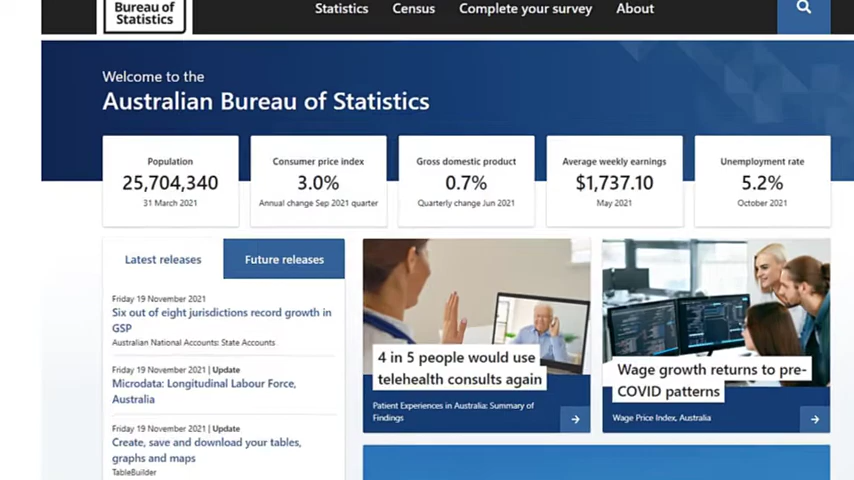 Bureau of
Statistics
Statistics
Census
Complete your survey
About
Welcome to the
Australian Bureau of Statistics
Population
25,704,340
31 March 2021
Consumer price index
3.0%
Annual change Sep 2021 quarter
Gross domestic product
0.7%
Quarterly change Jun 2021
Average weekly earnings
$1,737.10
May 2021
Unemployment rate
5.2%
October 2021
Latest releases
Future releases
Friday 19 November 2021
Six out of eight jurisdictions record growth in
GSP
Australian National Accounts: State Accounts
Friday 19 November 2021 | Update
Microdata: Longitudinal Labour Force,
Australia
Friday 19 November 2021 | Update
Create, save and download your tables,
graphs and maps
TableBuilder
4 in 5 people would use
telehealth consults again
Patient Experiences in Australia: Summary of
Findings
Wage growth returns to pre-
COVID patterns
Wage Price Index, Australia